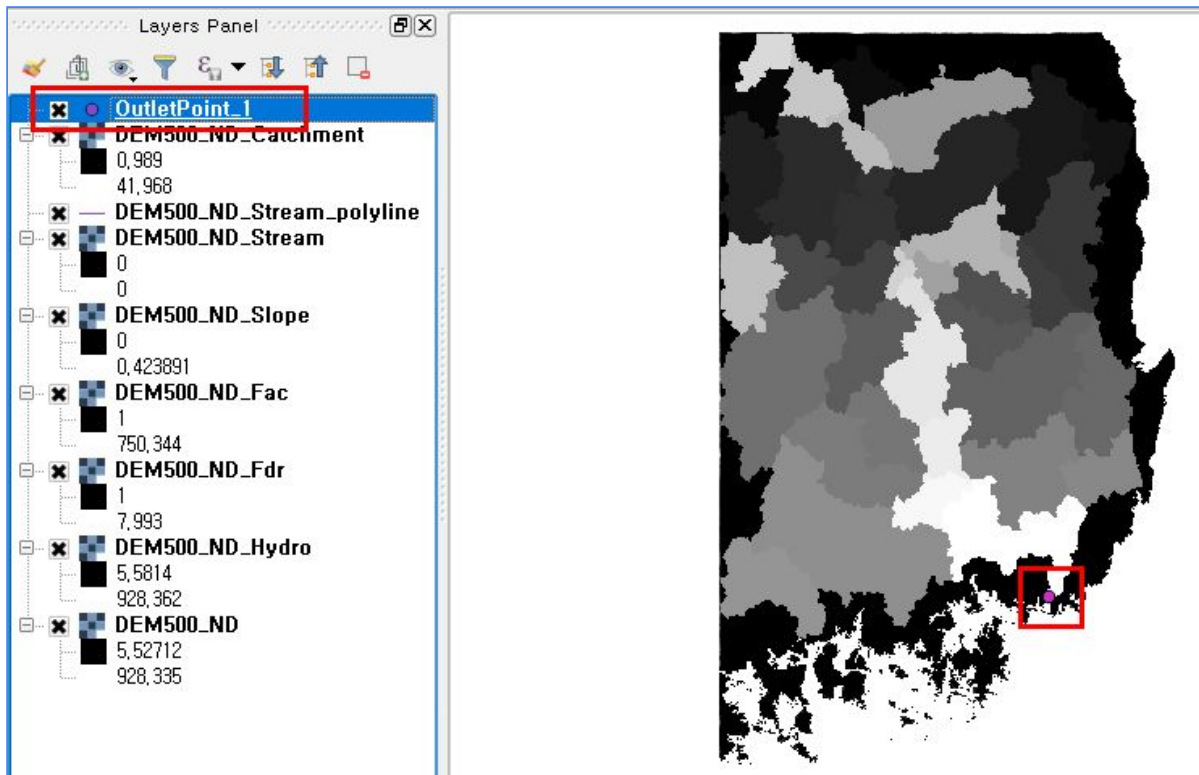 Layers Panel
OutletPoint_1
DEM500_ND_Catchment
0,989
41,968
DEM500_ND_Stream_polyline
DEM500_ND_Stream
0
0
DEM500_ND_Slope
0
0,423891
DEM500_ND_Fac
1
750,344
DEM500_ND_Fdr
1
7,993
DEM500_ND_Hydro
5,5814
928,362
DEM500_ND
5,52712
928,335